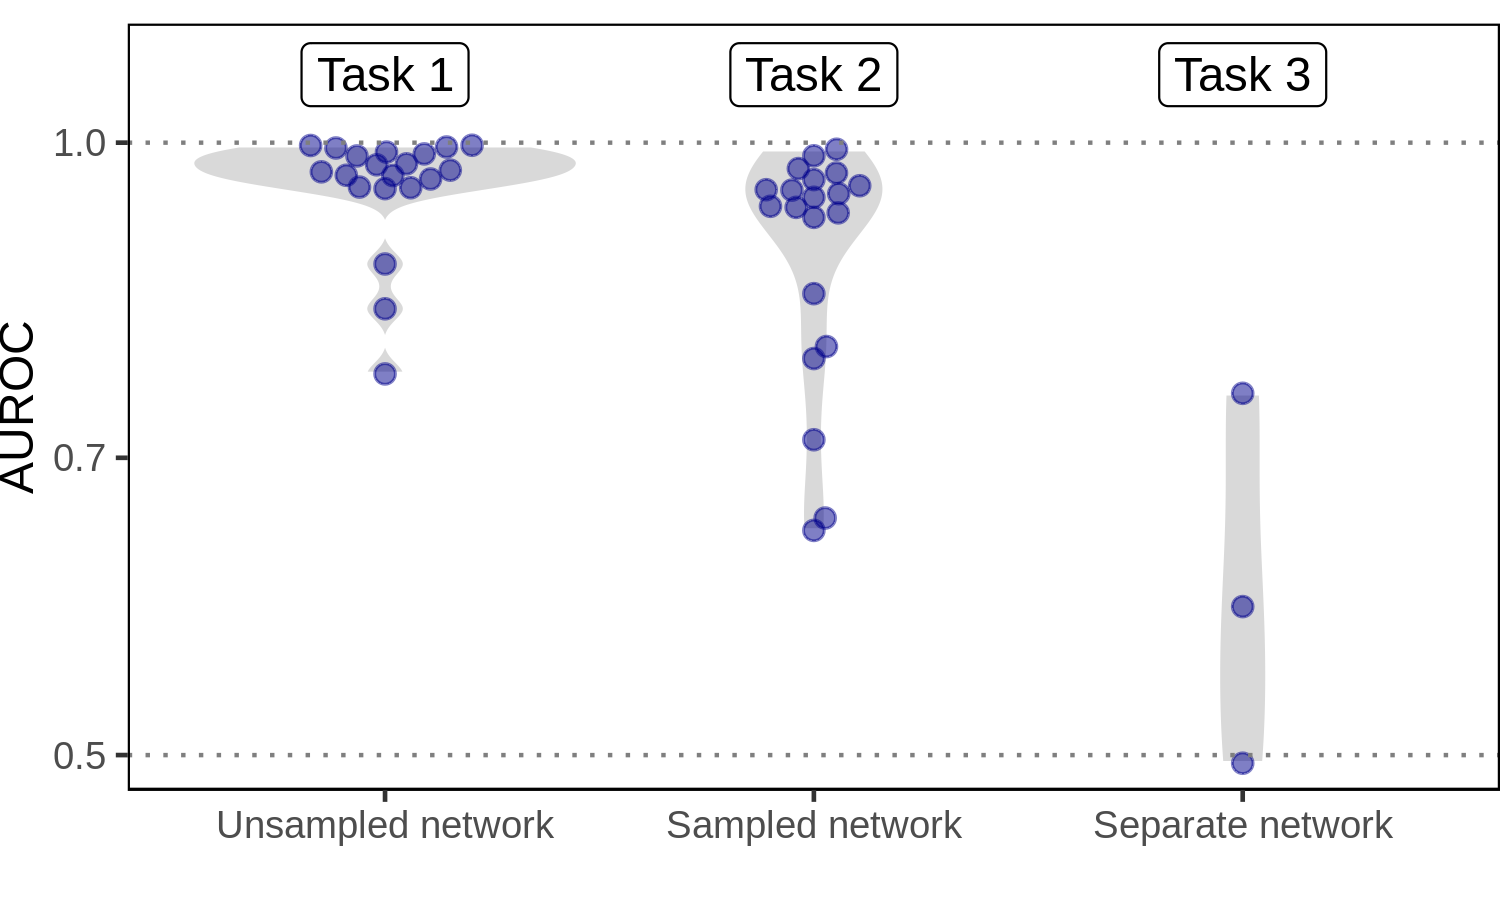 Task 1 Task 2 Task 3
1.0
0.7
0.5
AUROC
Unsampled network Sampled network Separate network